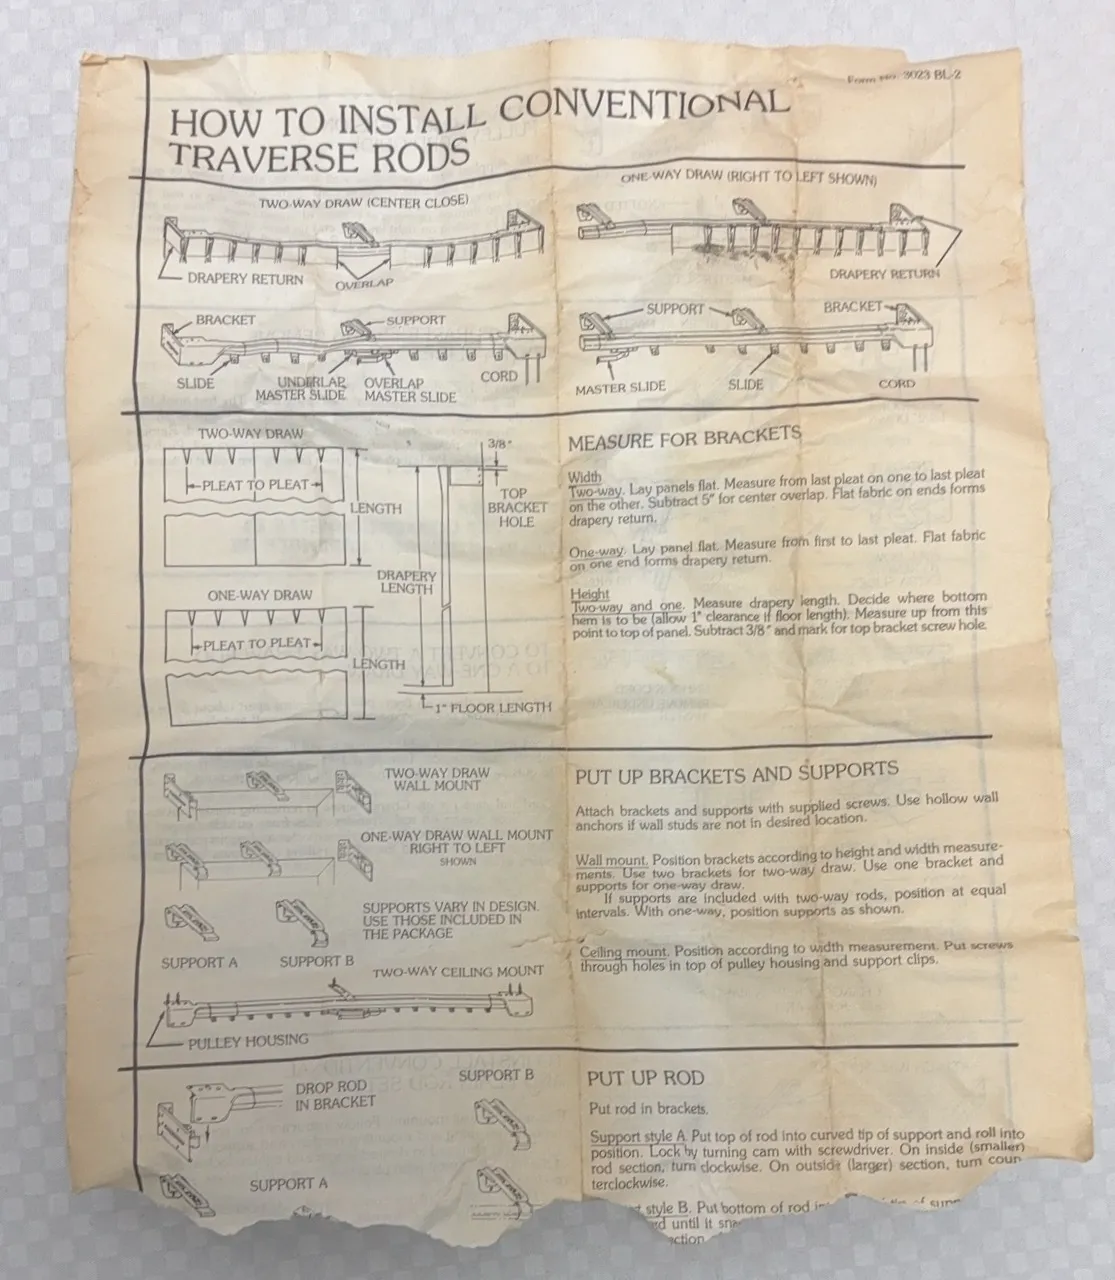 Form No. 3023 BL-2
HOW TO INSTALL CONVENTIONAL
TRAVERSE RODS
TWO-WAY DRAW (CENTER CLOSE)
DRAPERY RETURN
OVERLAP
ONE-WAY DRAW (RIGHT TO LEFT SHOWN)
DRAPERY RETURN
BRACKET
SUPPORT
SLIDE
UNDERLAP
MASTER SLIDE
OVERLAP
MASTER SLIDE
CORD
SUPPORT
BRACKET
MASTER SLIDE
SLIDE
CORD
TWO-WAY DRAW
PLEAT TO PLEAT
LENGTH
ONE-WAY DRAW
PLEAT TO PLEAT
LENGTH
3/8"
TOP
BRACKET
HOLE
DRAPERY
LENGTH
1" FLOOR LENGTH
MEASURE FOR BRACKETS
Width
Two-way. Lay panels flat. Measure from last pleat on one to last pleat
on the other. Subtract 5" for center overlap. Flat fabric on ends forms
drapery return.
One-way. Lay panel flat. Measure from first to last pleat. Flat fabric
on one end forms drapery return.
Height
Two-way and one. Measure drapery length. Decide where bottom
hem is to be (allow 1" clearance if floor length). Measure up from this
point to top of panel. Subtract 3/8" and mark for top bracket screw hole.
TWO-WAY DRAW
WALL MOUNT
ONE-WAY DRAW WALL MOUNT
RIGHT TO LEFT
SHOWN
SUPPORTS VARY IN DESIGN.
USE THOSE INCLUDED IN
THE PACKAGE
SUPPORT A
SUPPORT B
TWO-WAY CEILING MOUNT
PULLEY HOUSING
PUT UP BRACKETS AND SUPPORTS
Attach brackets and supports with supplied screws. Use hollow wall
anchors if wall studs are not in desired location.
Wall mount. Position brackets according to height and width measure-
ments. Use two brackets for two-way draw. Use one bracket and
supports for one-way draw.
If supports are included with two-way rods, position at equal
intervals. With one-way, position supports as shown.
Ceiling mount. Position according to width measurement. Put screws
through holes in top of pulley housing and support clips.
DROP ROD
IN BRACKET
SUPPORT B
SUPPORT A
PUT UP ROD
Put rod in brackets.
Support style A. Put top of rod into curved tip of support and roll into
position. Lock by turning cam with screwdriver. On inside (smaller)
rod section, turn clockwise. On outside (larger) section, turn coun
terclockwise.
style B. Put bottom of rod
until it